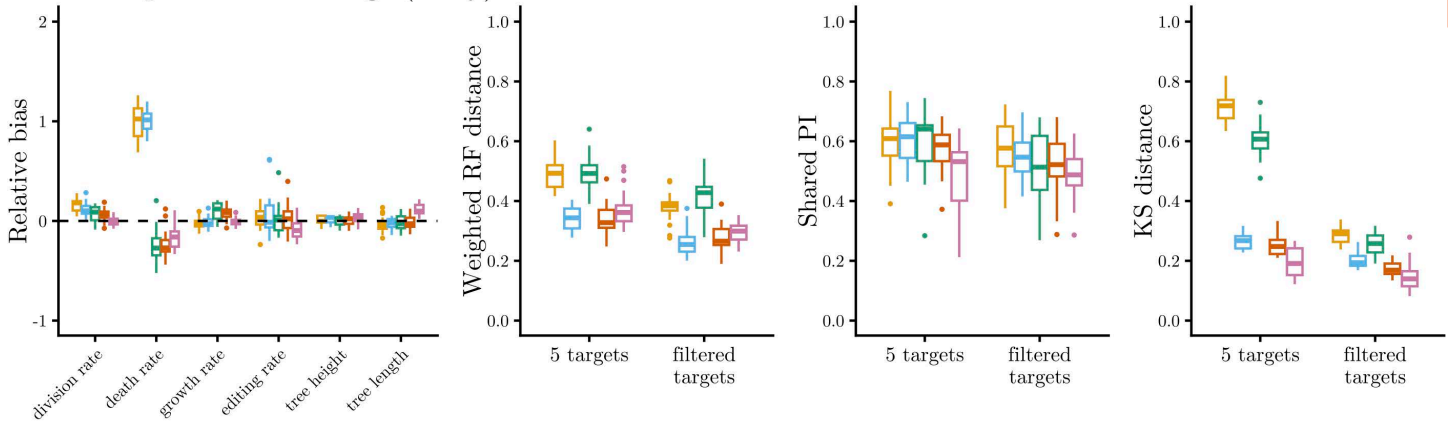 Relative bias
2
1
0
-1
division rate
death rate
growth rate
editing rate
tree height
tree length
Weighted RF distance
1.0
0.8
0.6
0.4
0.2
0.0
5 targets
filtered
targets
Shared PI
1.0
0.8
0.6
0.4
0.2
0.0
5 targets
filtered
targets
KS distance
1.0
0.8
0.6
0.4
0.2
0.0
5 targets
filtered
targets